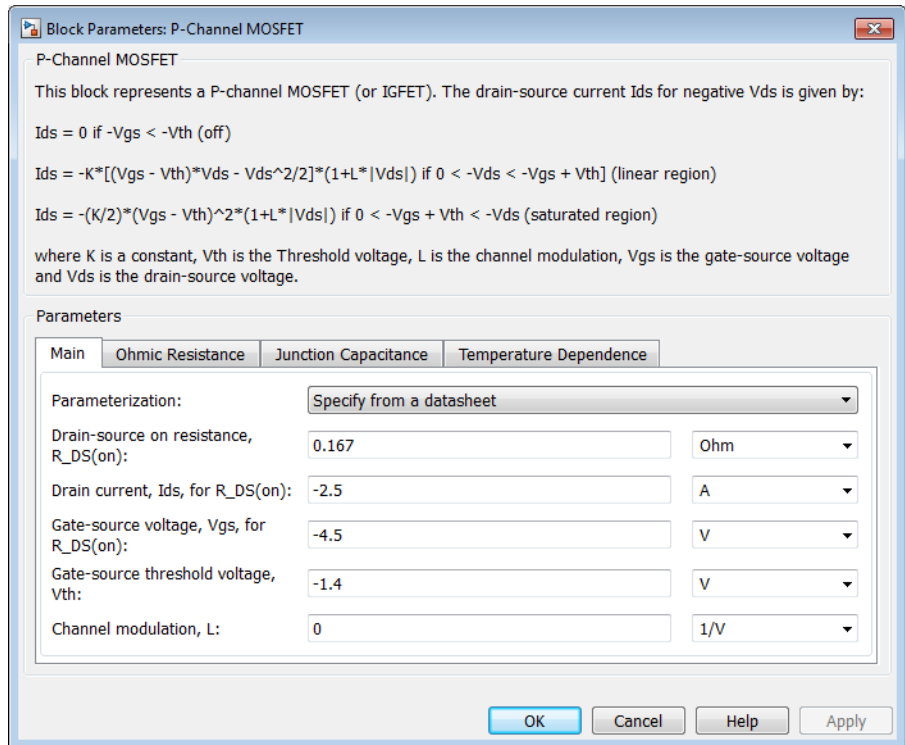 Block Parameters: P-Channel MOSFET
P-Channel MOSFET
This block represents a P-channel MOSFET (or IGFET). The drain-source current Ids for negative Vds is given by:
Ids = 0 if -Vgs < -Vth (off)
Ids = -K*[(Vgs - Vth)*Vds - Vds^2/2]*(1+L*|Vds|) if 0 < -Vds < -Vgs + Vth] (linear region)
Ids = -(K/2)*(Vgs - Vth)^2*(1+L*|Vds|) if 0 < -Vgs + Vth < -Vds (saturated region)
where K is a constant, Vth is the Threshold voltage, L is the channel modulation, Vgs is the gate-source voltage
and Vds is the drain-source voltage.
Parameters
Main Ohmic Resistance Junction Capacitance Temperature Dependence
Parameterization: Specify from a datasheet
Drain-source on resistance,
R_DS(on): 0.167 Ohm
Drain current, Ids, for R_DS(on): -2.5 A
Gate-source voltage, Vgs, for
R_DS(on): -4.5 V
Gate-source threshold voltage,
Vth: -1.4 V
Channel modulation, L: 0 1/V
OK Cancel Help Apply